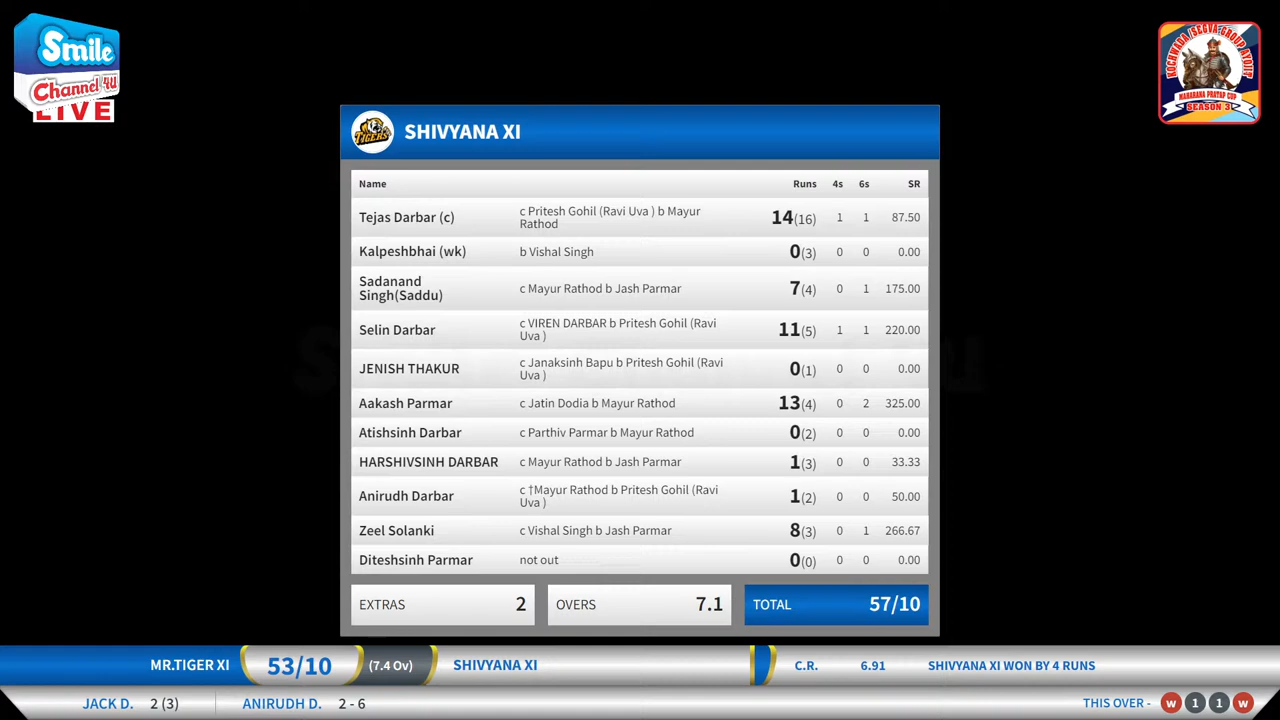 Smile
Channel 4U
LIVE
KOCHWADA/SEGVA GROUP AYOJIT
MAHARANA PRATAP CUP
SEASON 3
TIGERS
SHIVYANA XI
Name Runs 4s 6s SR
Tejas Darbar (c) c Pritesh Gohil (Ravi Uva ) b Mayur
Rathod 14(16) 1 1 87.50
Kalpeshbhai (wk) b Vishal Singh 0(3) 0 0 0.00
Sadanand
Singh(Saddu) c Mayur Rathod b Jash Parmar 7(4) 0 1 175.00
Selin Darbar c VIREN DARBAR b Pritesh Gohil (Ravi
Uva ) 11(5) 1 1 220.00
JENISH THAKUR c Janaksinh Bapu b Pritesh Gohil (Ravi
Uva ) 0(1) 0 0 0.00
Aakash Parmar c Jatin Dodia b Mayur Rathod 13(4) 0 2 325.00
Atishsinh Darbar c Parthiv Parmar b Mayur Rathod 0(2) 0 0 0.00
HARSHIVSINH DARBAR c Mayur Rathod b Jash Parmar 1(3) 0 0 33.33
Anirudh Darbar c †Mayur Rathod b Pritesh Gohil (Ravi
Uva ) 1(2) 0 0 50.00
Zeel Solanki c Vishal Singh b Jash Parmar 8(3) 0 1 266.67
Diteshsinh Parmar not out 0(0) 0 0 0.00
EXTRAS 2 OVERS 7.1 TOTAL 57/10
MR.TIGER XI 53/10 (7.4 Ov) SHIVYANA XI C.R. 6.91 SHIVYANA XI WON BY 4 RUNS
JACK D. 2 (3) ANIRUDH D. 2 - 6 THIS OVER - w 1 1 w